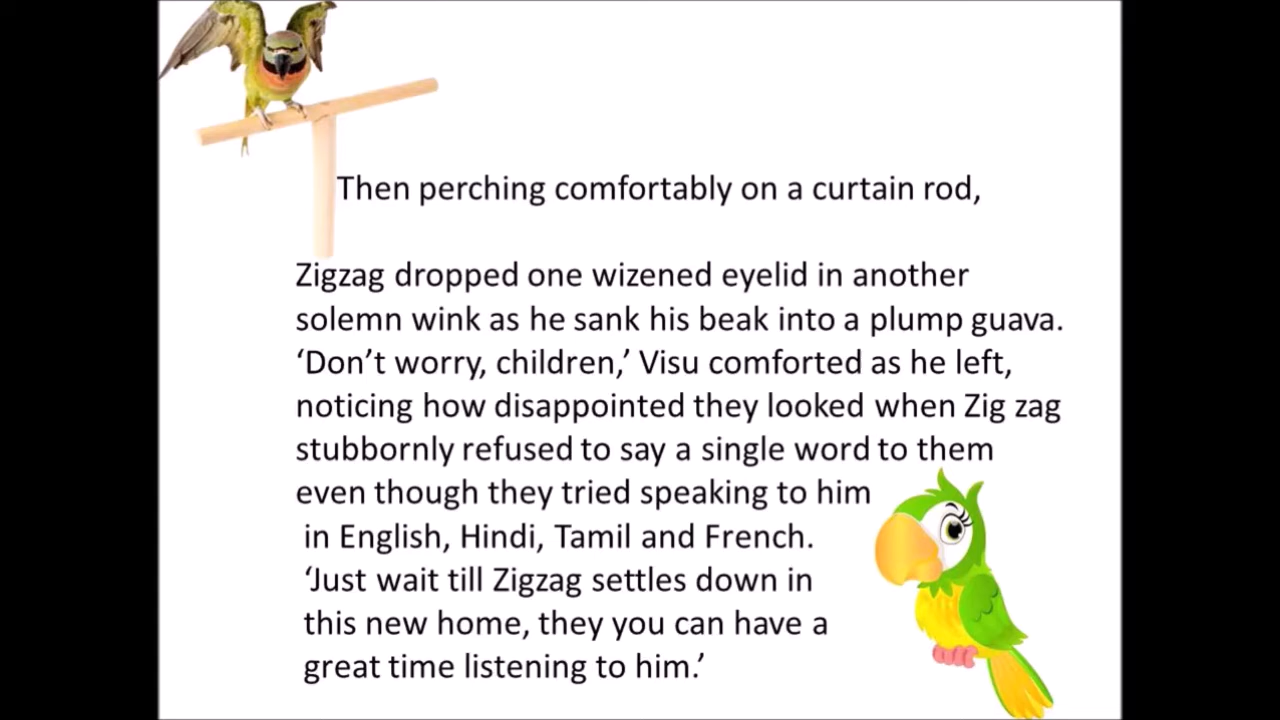 Then perching comfortably on a curtain rod,
Zigzag dropped one wizened eyelid in another
solemn wink as he sank his beak into a plump guava.
‘Don’t worry, children,’ Visu comforted as he left,
noticing how disappointed they looked when Zig zag
stubbornly refused to say a single word to them
even though they tried speaking to him
in English, Hindi, Tamil and French.
‘Just wait till Zigzag settles down in
this new home, they you can have a
great time listening to him.’